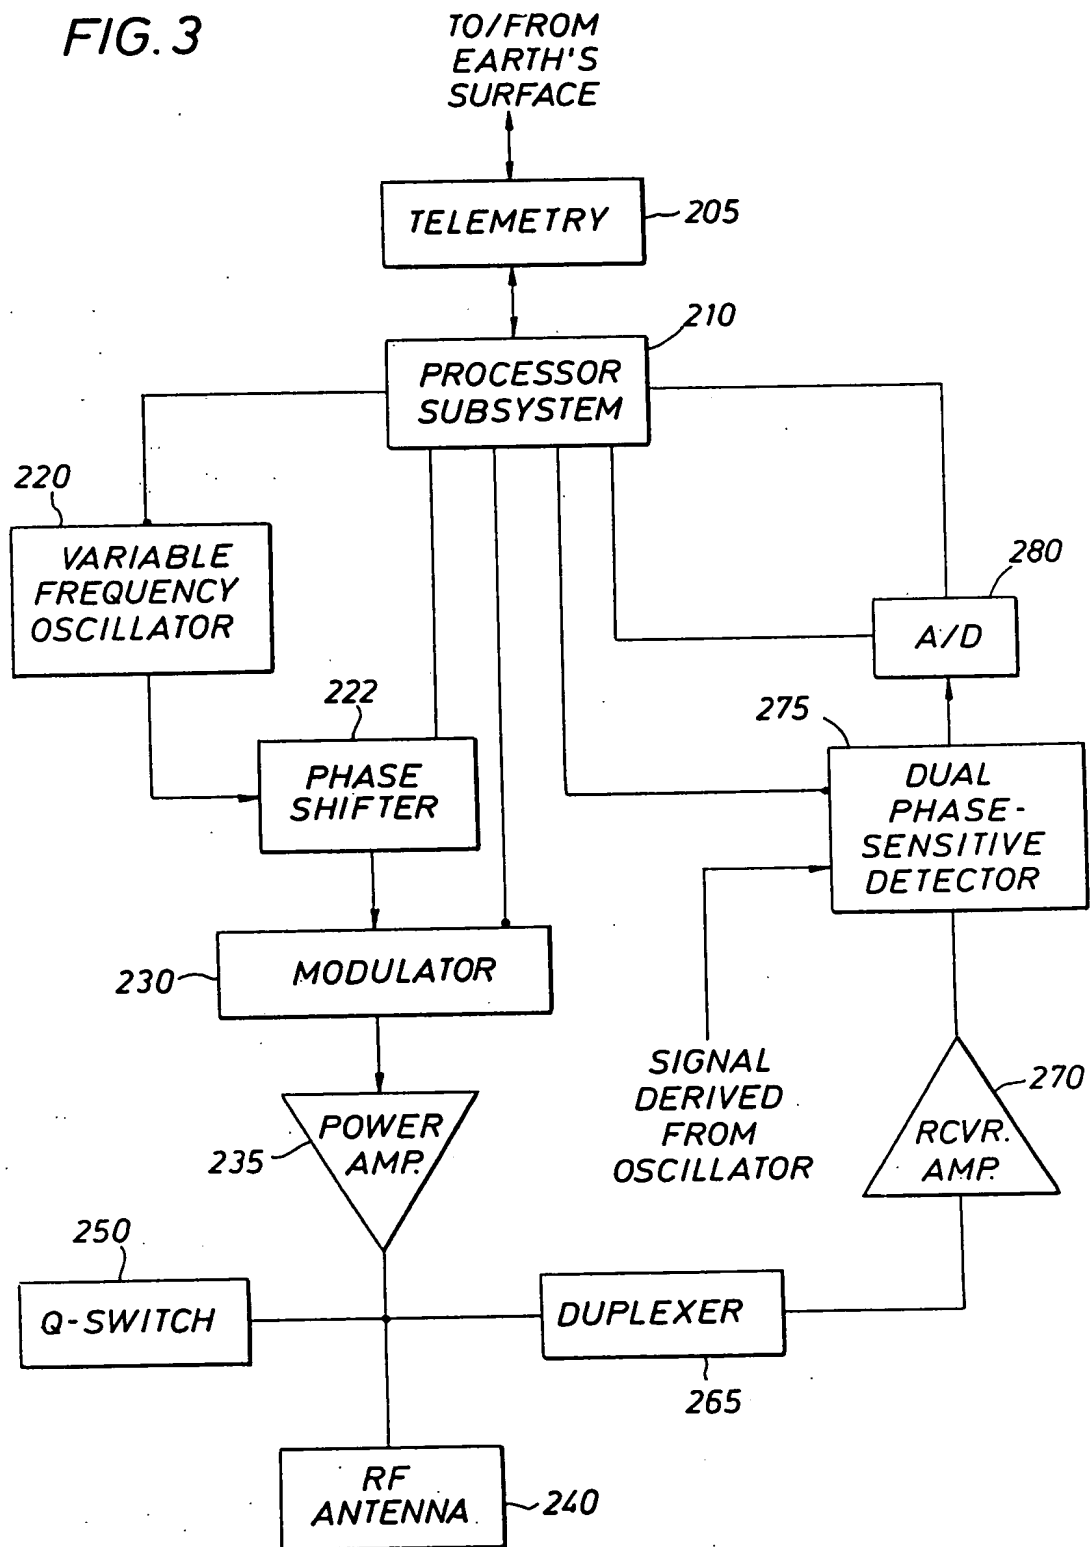 FIG. 3
TO/FROM
EARTH'S
SURFACE
TELEMETRY
205
210
PROCESSOR
SUBSYSTEM
220
VARIABLE
FREQUENCY
OSCILLATOR
280
A/D
222
PHASE
SHIFTER
275
DUAL
PHASE-
SENSITIVE
DETECTOR
230
MODULATOR
SIGNAL
DERIVED
FROM
OSCILLATOR
270
RCVR.
AMP.
235
POWER
AMP.
250
Q-SWITCH
DUPLEXER
265
RF
ANTENNA
240